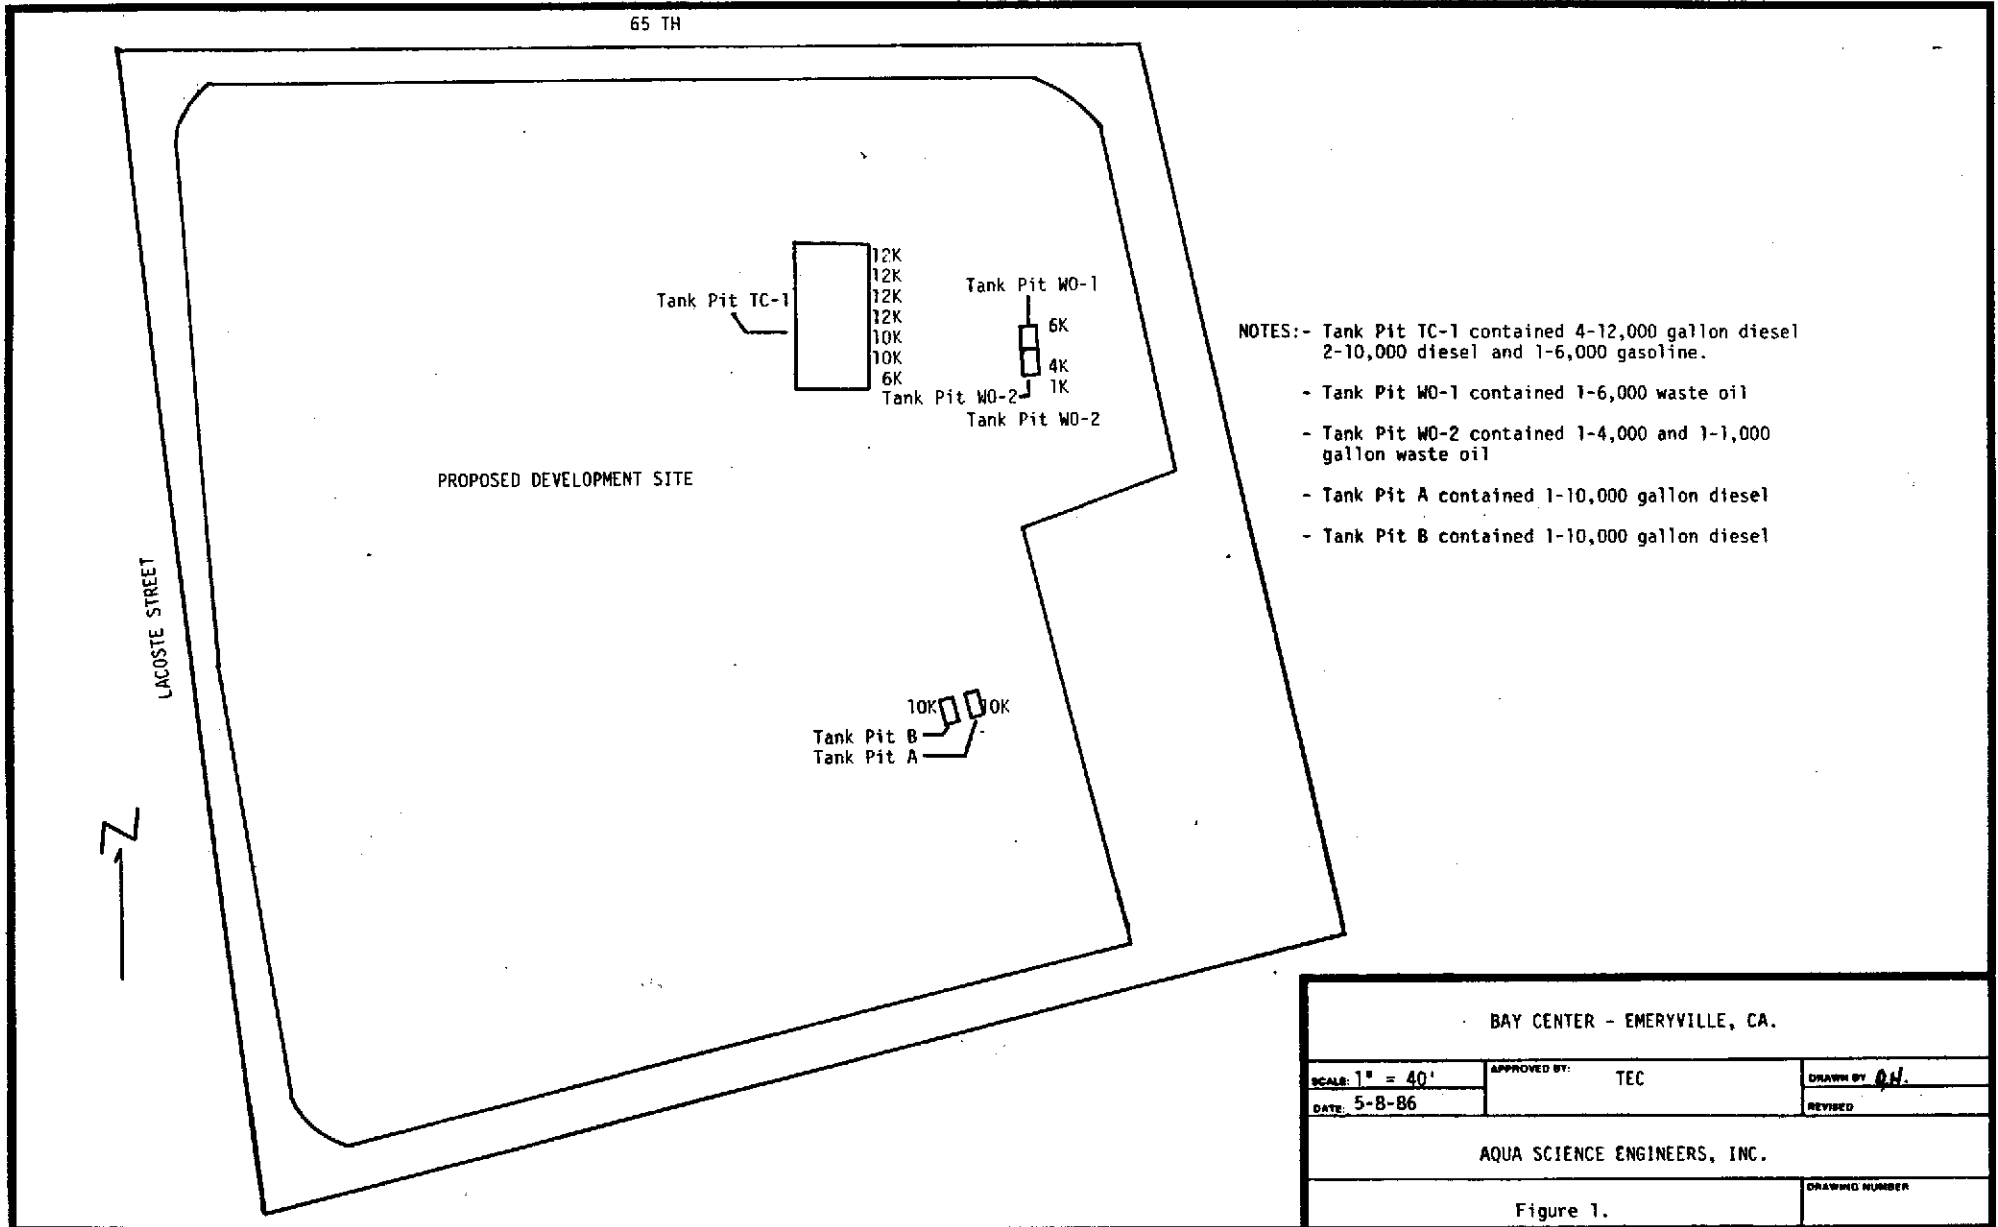 65 TH
12K
12K
12K
12K
10K
10K
6K
Tank Pit TC-1
Tank Pit WO-1
6K
4K
1K
Tank Pit WO-2
Tank Pit WO-2
NOTES:- Tank Pit TC-1 contained 4-12,000 gallon diesel
2-10,000 diesel and 1-6,000 gasoline.
- Tank Pit WO-1 contained 1-6,000 waste oil
- Tank Pit WO-2 contained 1-4,000 and 1-1,000
gallon waste oil
- Tank Pit A contained 1-10,000 gallon diesel
- Tank Pit B contained 1-10,000 gallon diesel
PROPOSED DEVELOPMENT SITE
LACOSTE STREET
10K
10K
Tank Pit B
Tank Pit A
N
BAY CENTER - EMERYVILLE, CA.
SCALE: 1" = 40'
APPROVED BY: TEC
DRAWN BY
DATE: 5-8-86
REVISED
AQUA SCIENCE ENGINEERS, INC.
Figure 1.
DRAWING NUMBER